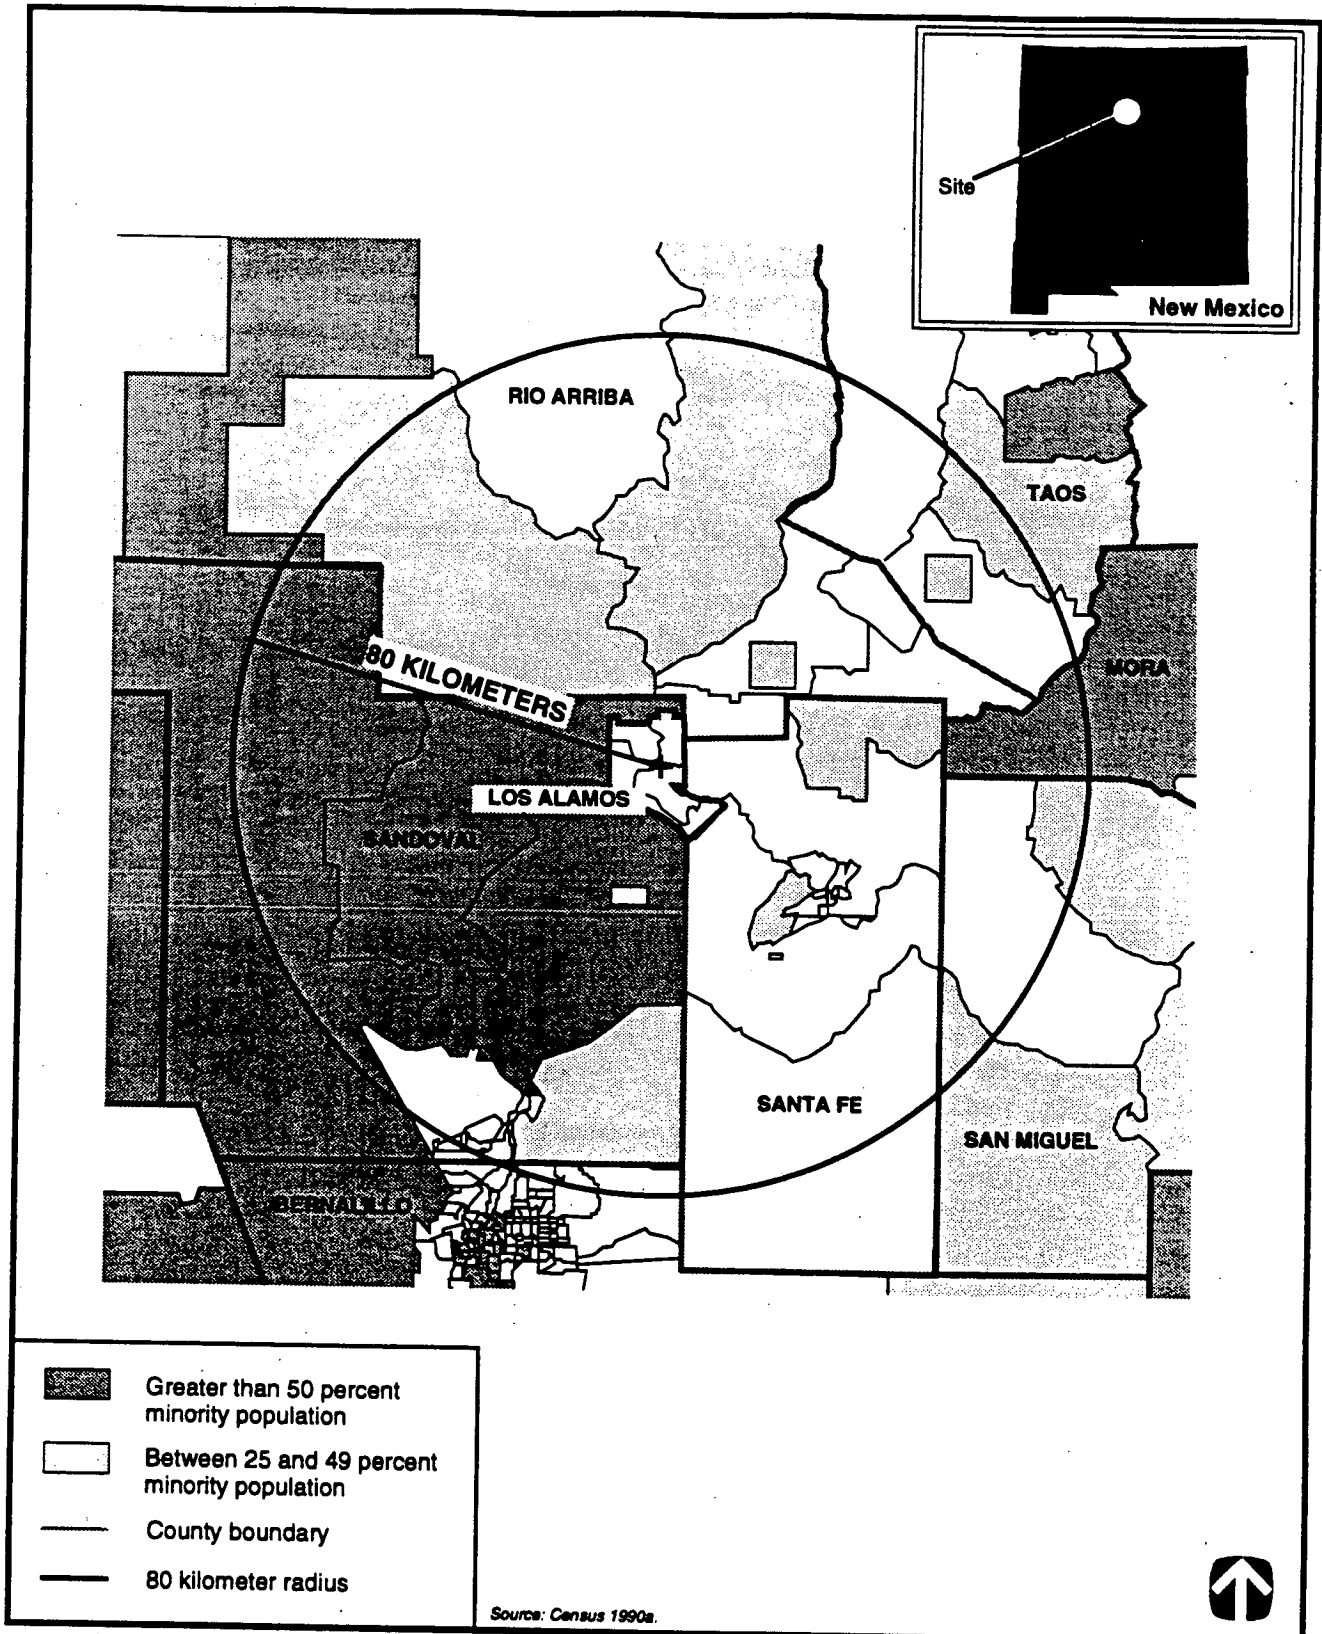 Site
New Mexico
RIO ARRIBA
TAOS
80 KILOMETERS
MORA
LOS ALAMOS
SANDOVAL
SANTA FE
SAN MIGUEL
BERNALILLO
Greater than 50 percent
minority population
Between 25 and 49 percent
minority population
County boundary
80 kilometer radius
Source: Census 1990a.